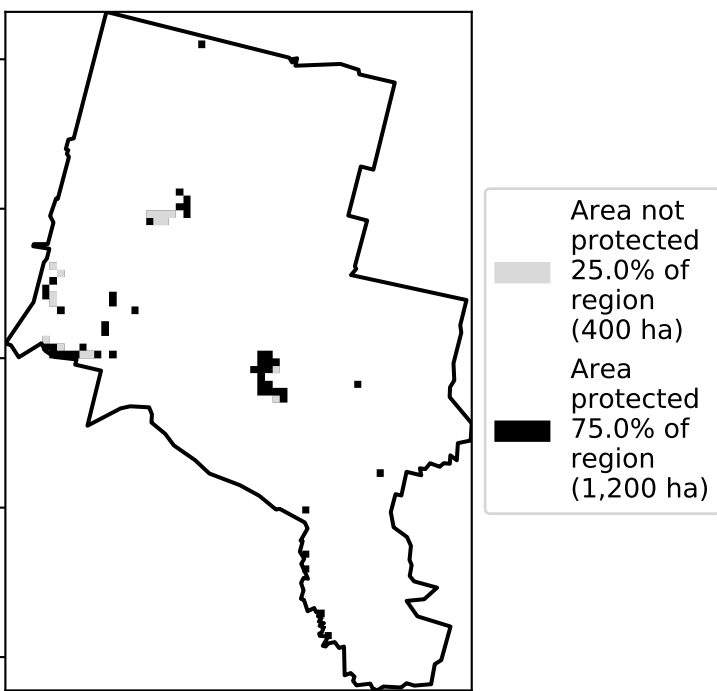 Area not
protected
25.0% of
region
(400 ha)
Area
protected
75.0% of
region
(1,200 ha)